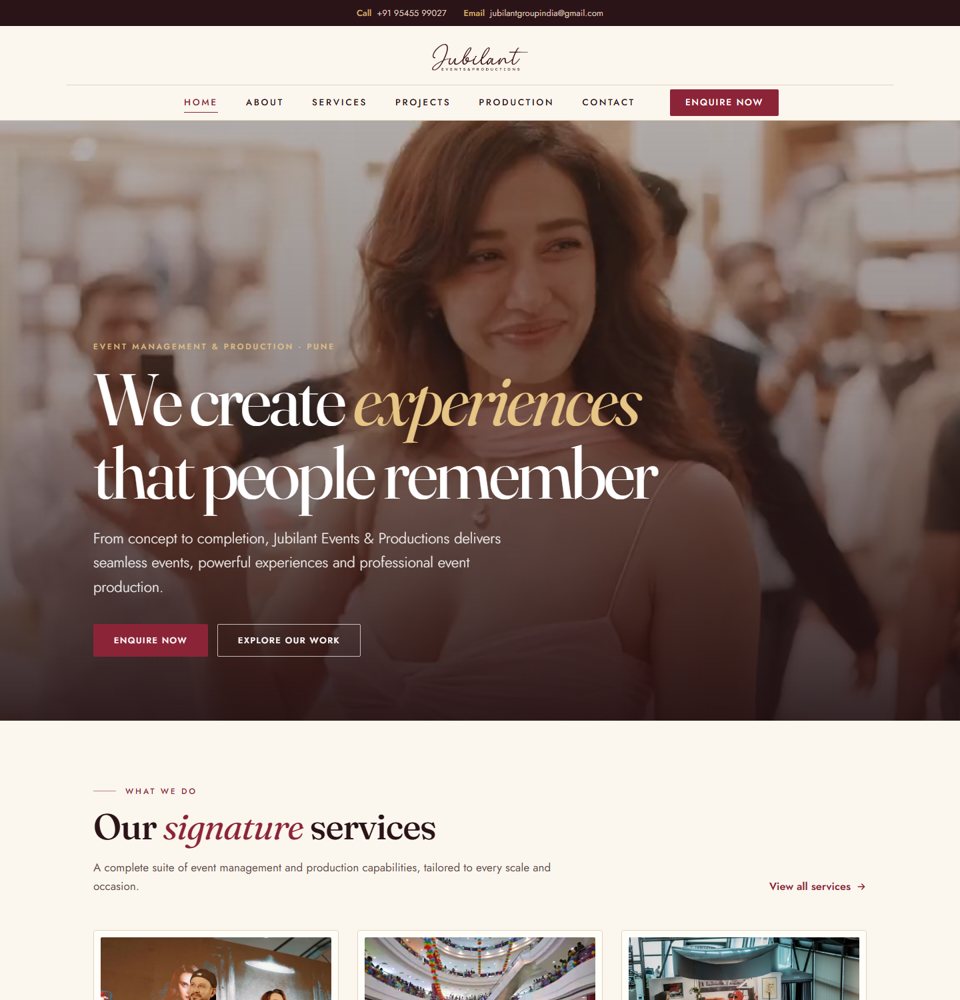 Call +91 95455 99027 Email jubilantgroupindia@gmail.com
Jubilant
EVENTS & PRODUCTIONS
HOME ABOUT SERVICES PROJECTS PRODUCTION CONTACT ENQUIRE NOW
EVENT MANAGEMENT & PRODUCTION - PUNE
We create experiences
that people remember
From concept to completion, Jubilant Events & Productions delivers
seamless events, powerful experiences and professional event
production.
ENQUIRE NOW EXPLORE OUR WORK
WHAT WE DO
Our signature services
A complete suite of event management and production capabilities, tailored to every scale and
occasion.
View all services →